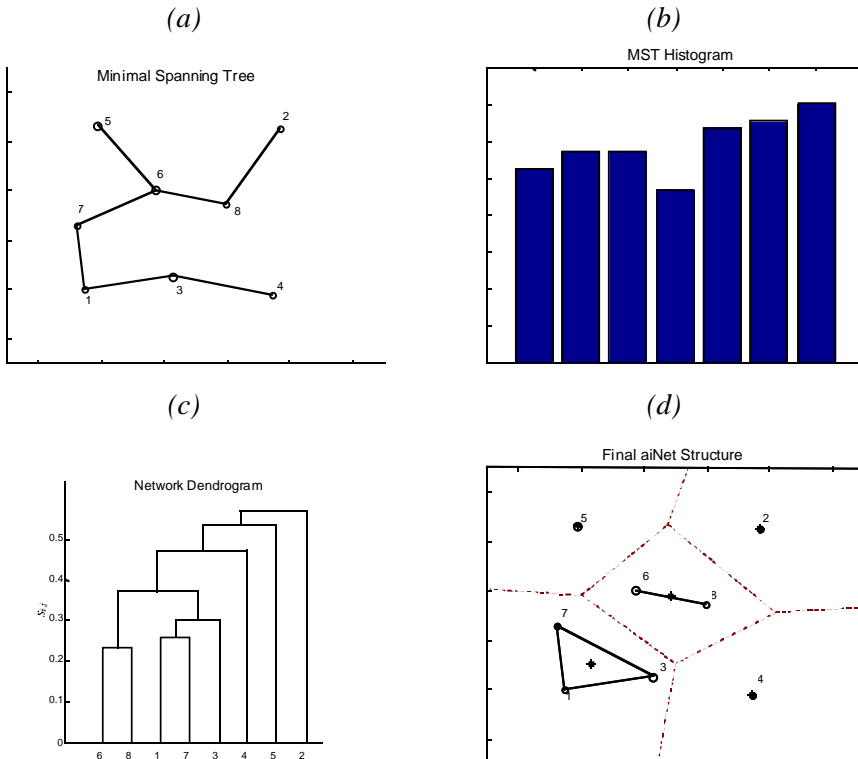 (a)
Minimal Spanning Tree
5
2
6
8
7
1
3
4
(b)
MST Histogram
(c)
Network Dendrogram
0.5
0.4
0.3
0.2
0.1
0
6 8 1 7 3 4 5 2
(d)
Final aiNet Structure
5
2
6
8
7
3
1
4